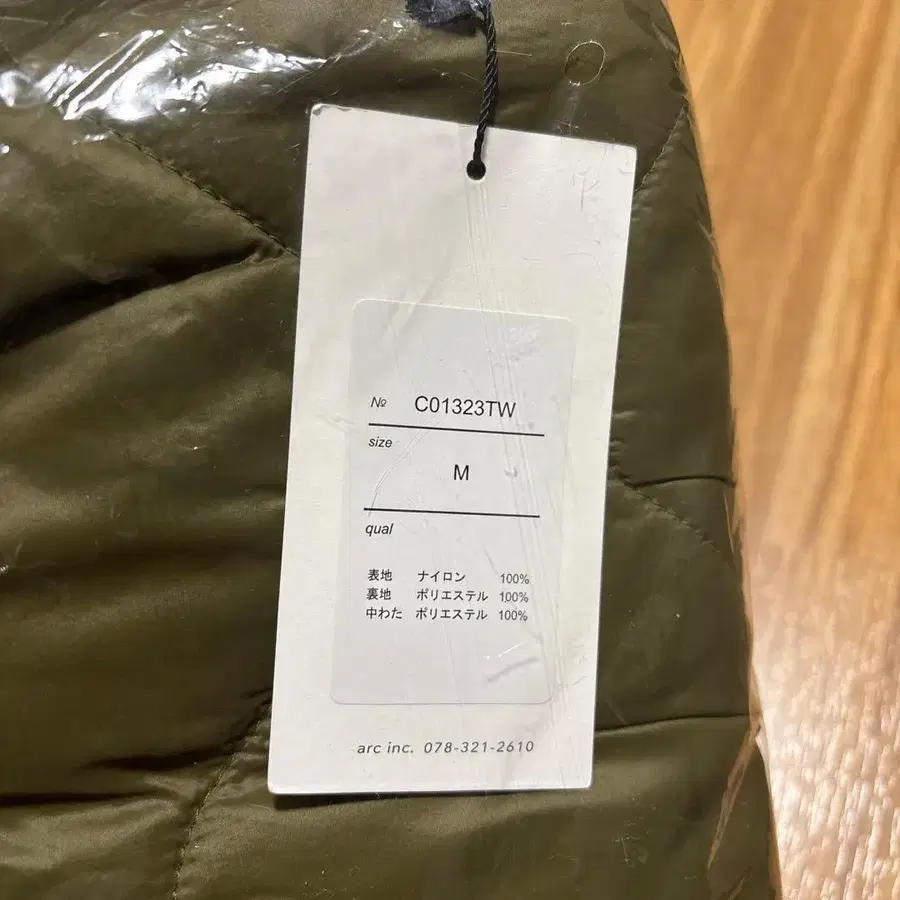 № C01323TW
size
M
qual
表地 ナイロン 100%
裏地 ポリエステル 100%
中わた ポリエステル 100%
arc inc. 078-321-2610